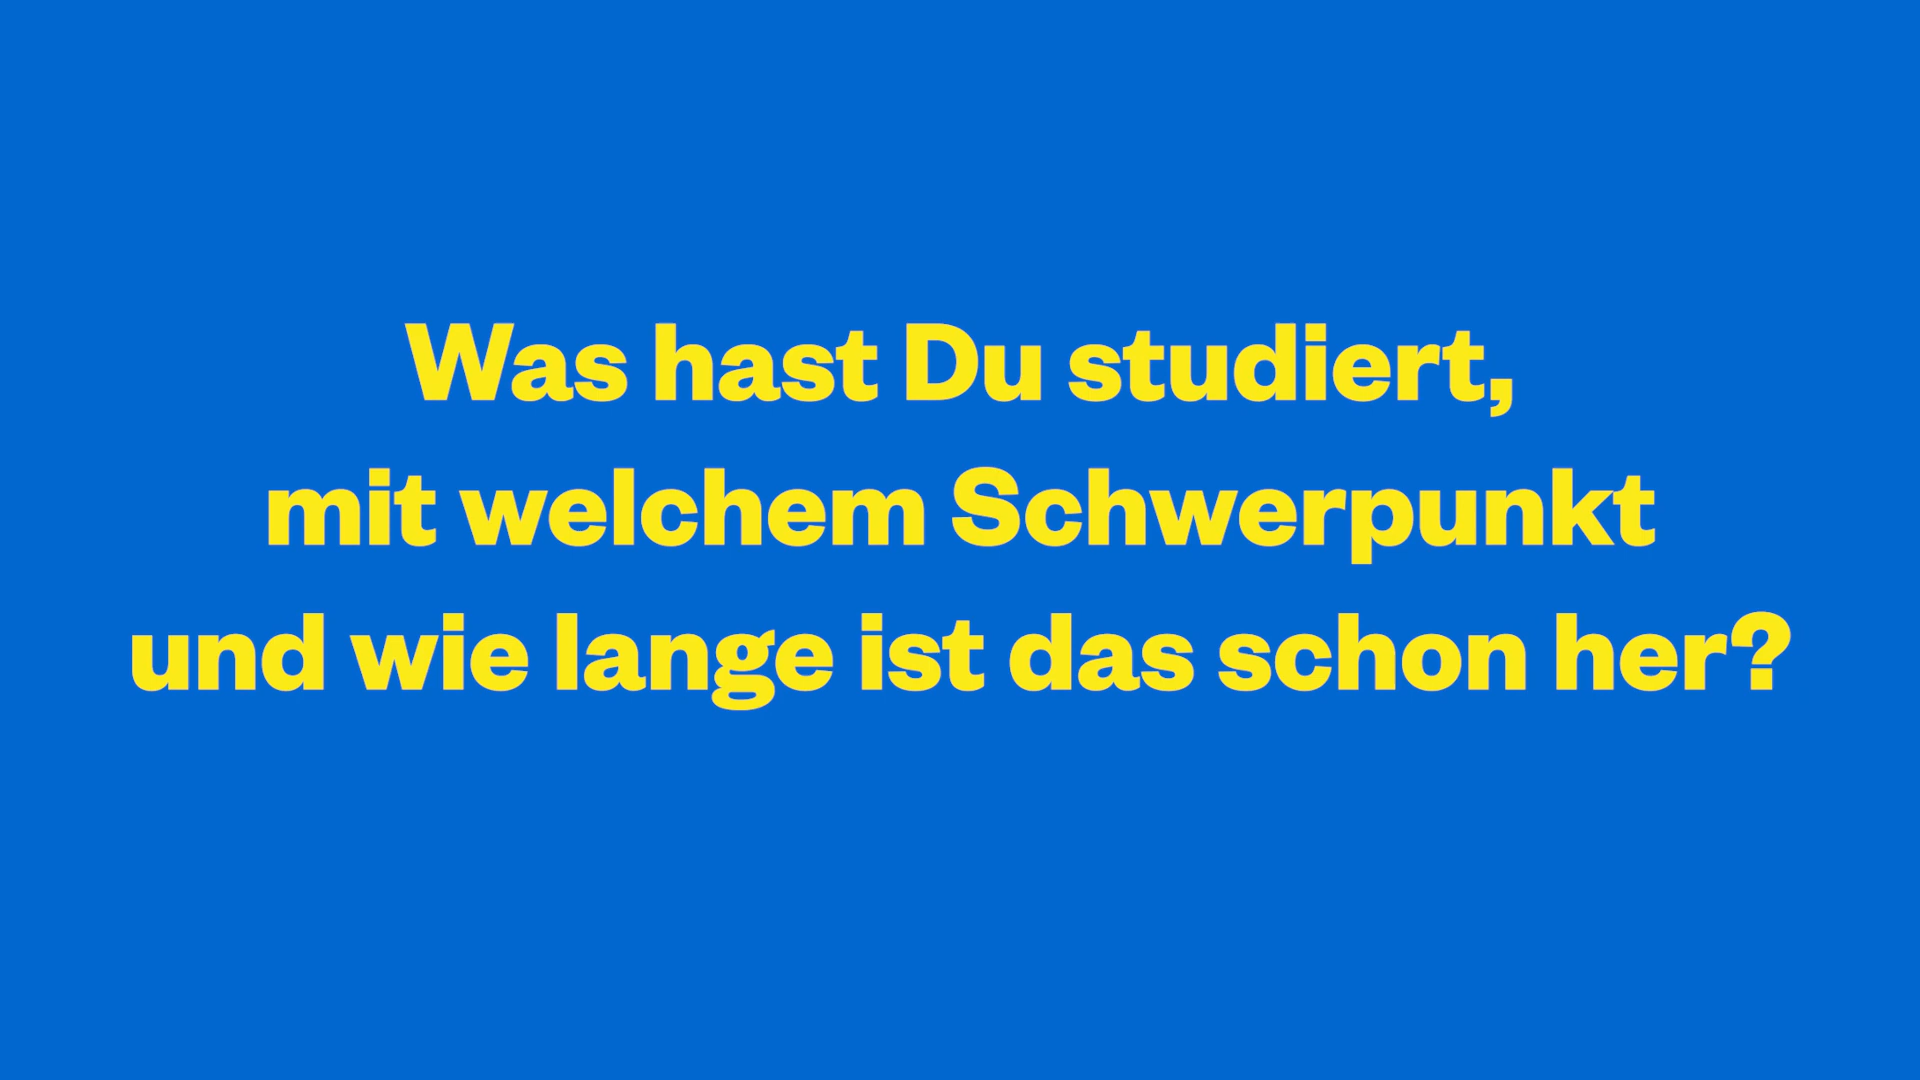 Was hast Du studiert,
mit welchem Schwerpunkt
und wie lange ist das schon her?